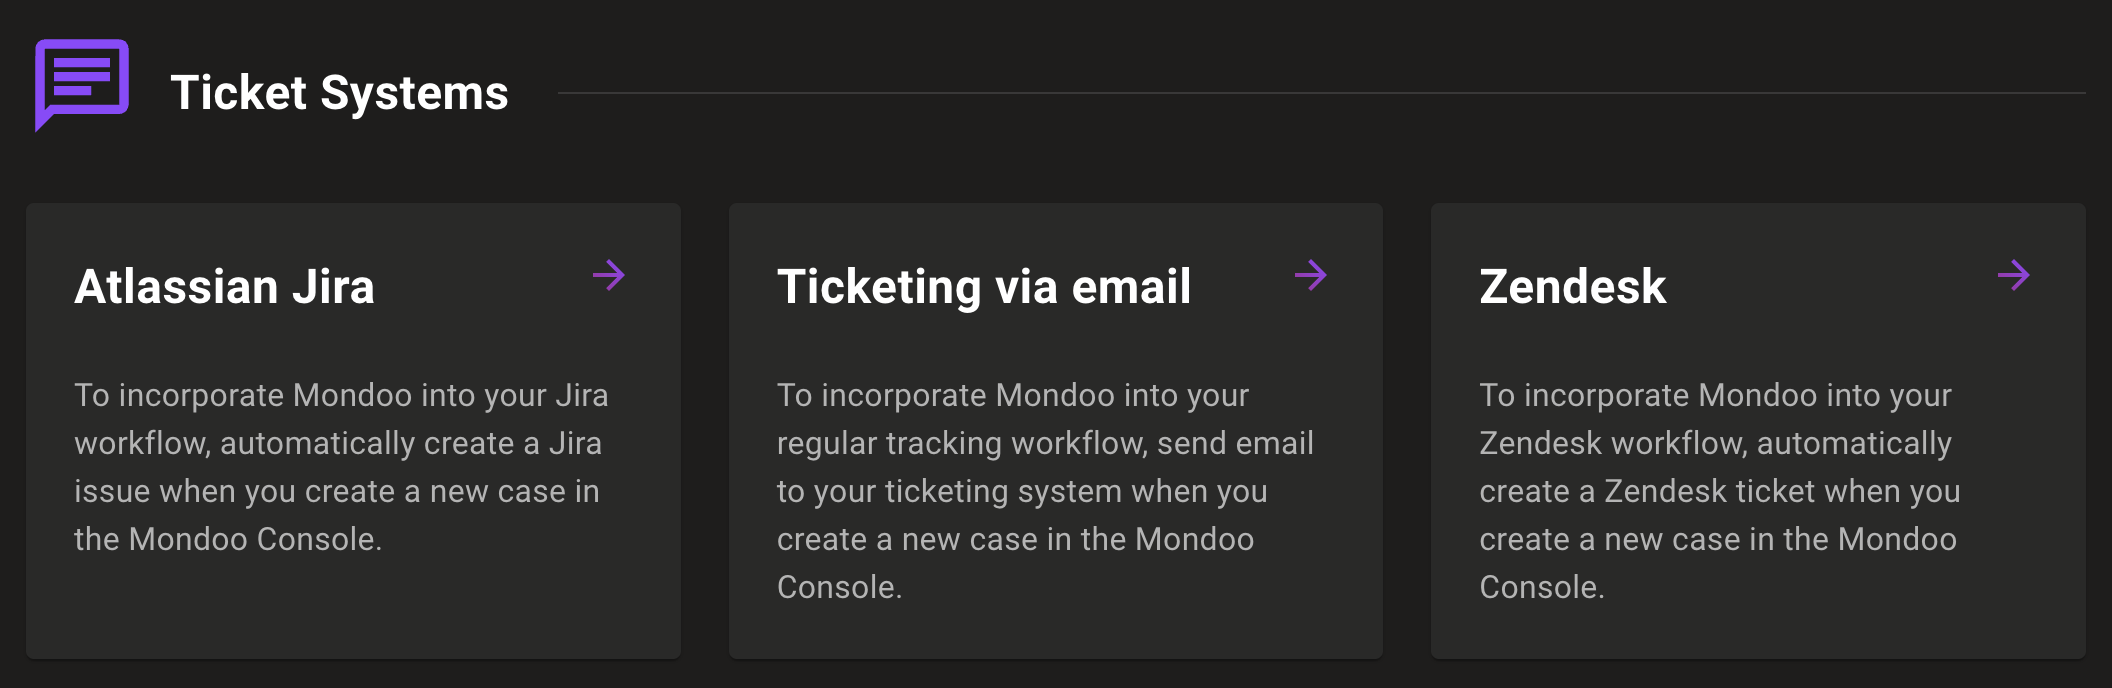 Ticket Systems
Atlassian Jira
To incorporate Mondoo into your Jira
workflow, automatically create a Jira
issue when you create a new case in
the Mondoo Console.
Ticketing via email
To incorporate Mondoo into your
regular tracking workflow, send email
to your ticketing system when you
create a new case in the Mondoo
Console.
Zendesk
To incorporate Mondoo into your
Zendesk workflow, automatically
create a Zendesk ticket when you
create a new case in the Mondoo
Console.